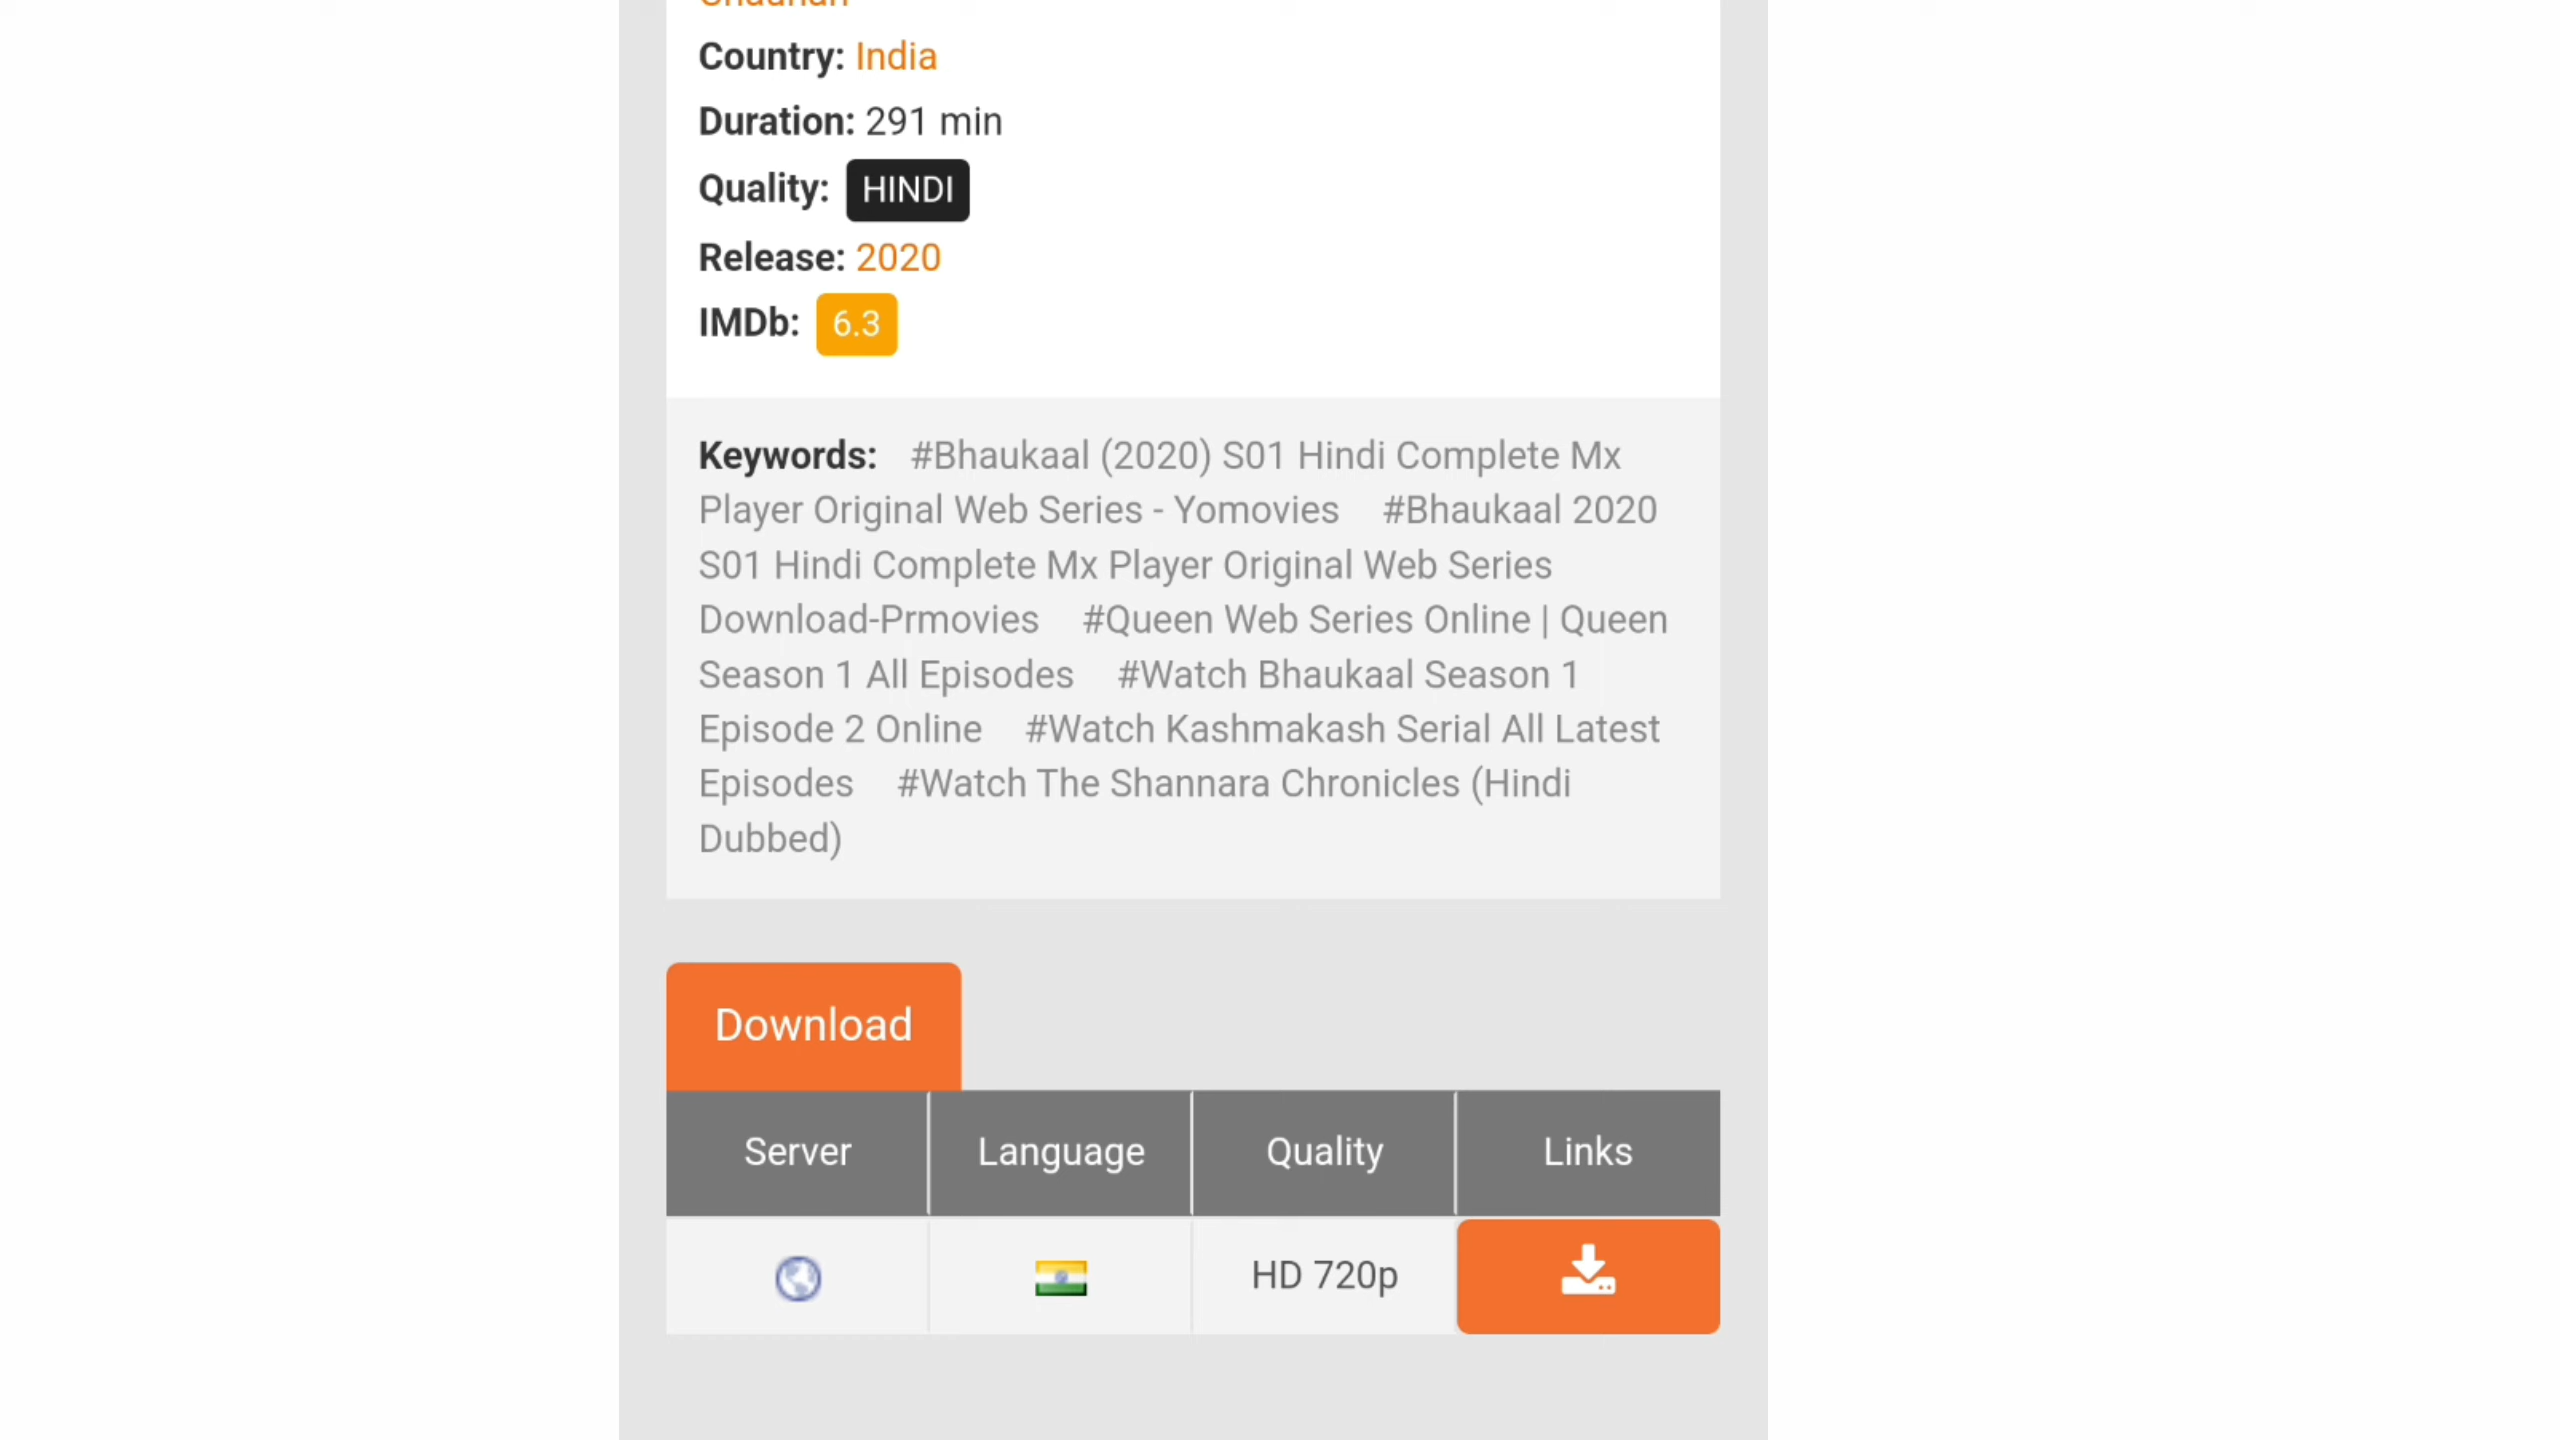 Country: India
Duration: 291 min
Quality: HINDI
Release: 2020
IMDb: 6.3
Keywords: #Bhaukaal (2020) S01 Hindi Complete Mx
Player Original Web Series - Yomovies #Bhaukaal 2020
S01 Hindi Complete Mx Player Original Web Series
Download-Prmovies #Queen Web Series Online | Queen
Season 1 All Episodes #Watch Bhaukaal Season 1
Episode 2 Online #Watch Kashmakash Serial All Latest
Episodes #Watch The Shannara Chronicles (Hindi
Dubbed)
Download
Server Language Quality Links
HD 720p